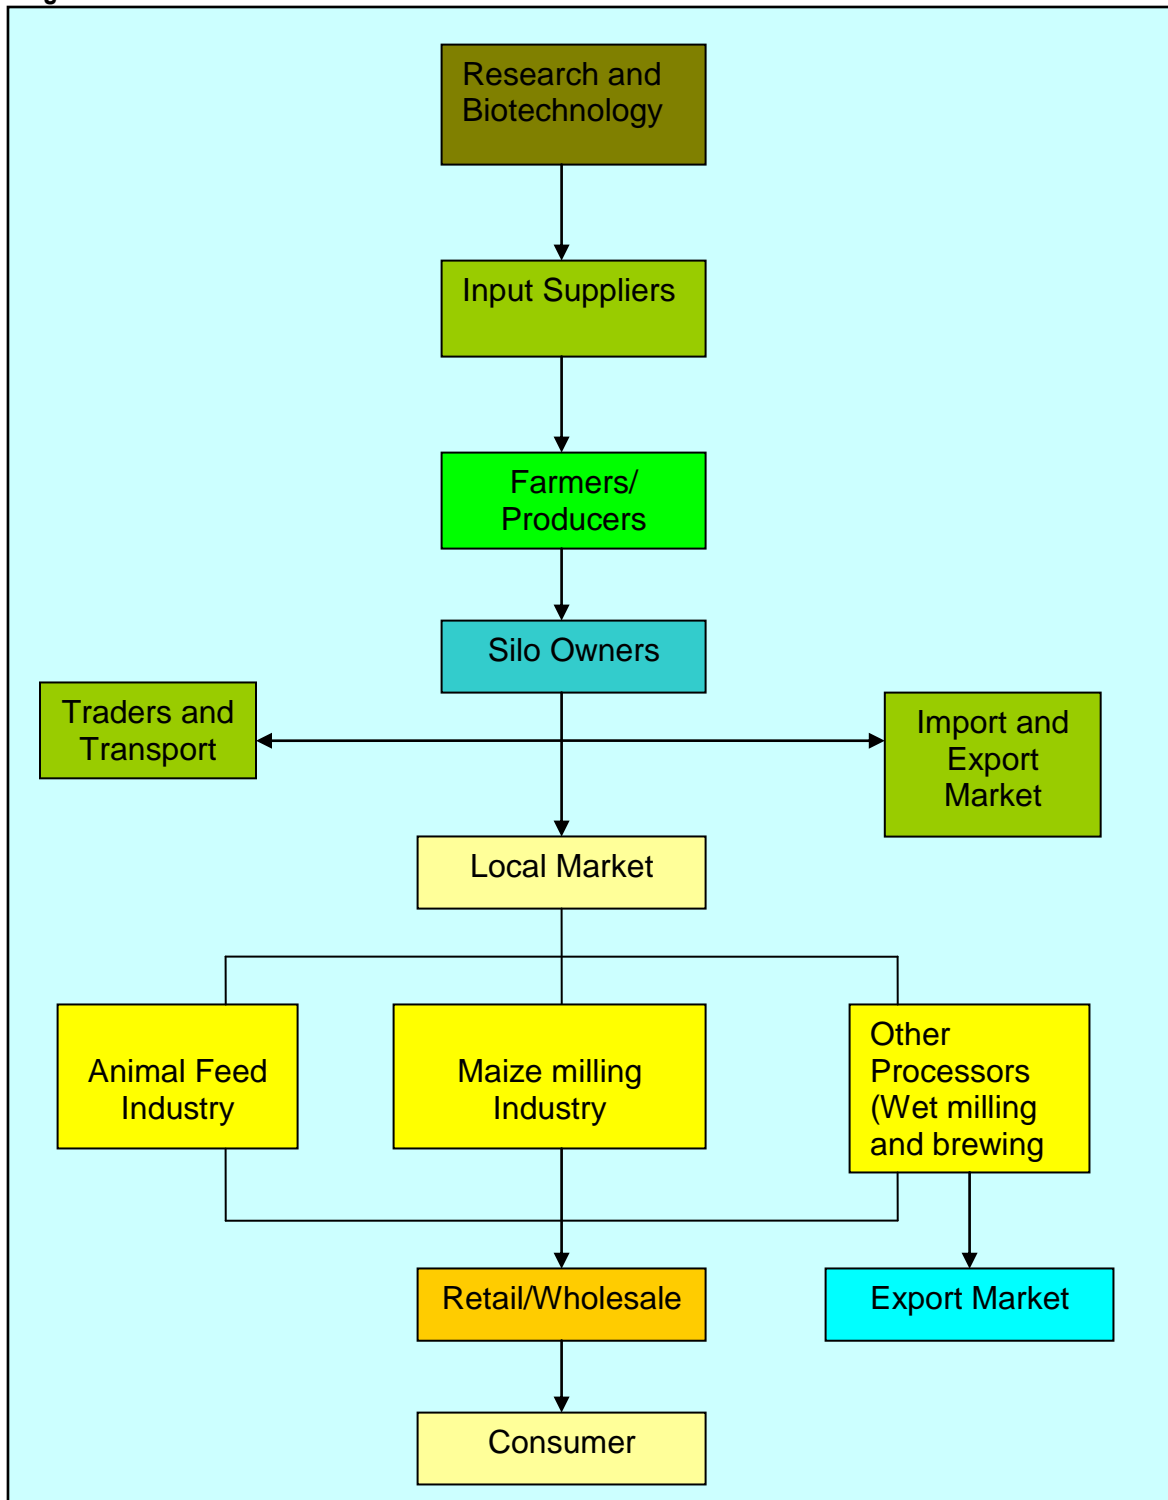 Research and
Biotechnology
Input Suppliers
Farmers/
Producers
Silo Owners
Traders and
Transport
Import and
Export
Market
Local Market
Animal Feed
Industry
Maize milling
Industry
Other
Processors
(Wet milling
and brewing
Retail/Wholesale
Export Market
Consumer